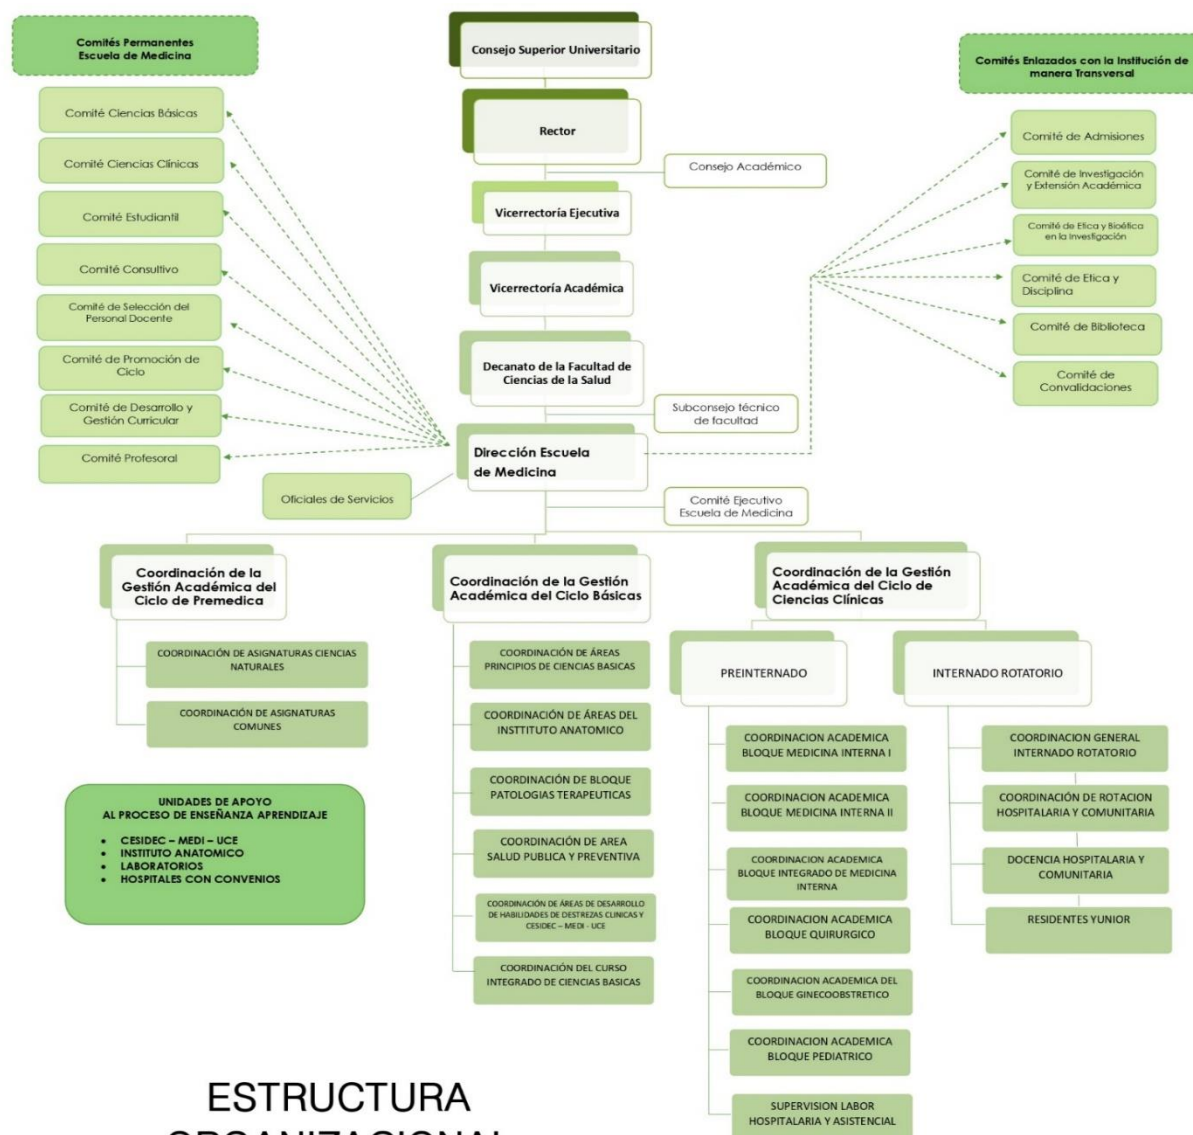 Comités Permanentes
Escuela de Medicina
Comité Ciencias Básicas
Comité Ciencias Clínicas
Comité Estudiantil
Comité Consultivo
Comité de Selección del
Personal Docente
Comité de Promoción de
Ciclo
Comité de Desarrollo y
Gestión Curricular
Comité Profesoral
Oficiales de Servicios
Consejo Superior Universitario
Rector
Consejo Académico
Vicerrectoría Ejecutiva
Vicerrectoría Académica
Decanato de la Facultad de
Ciencias de la Salud
Subconsejo técnico
de facultad
Dirección Escuela
de Medicina
Comité Ejecutivo
Escuela de Medicina
Comités Enlazados con la Institución de
manera Transversal
Comité de Admisiones
Comité de Investigación
y Extensión Académica
Comité de Etica y Bioética
en la Investigación
Comité de Etica y
Disciplina
Comité de Biblioteca
Comité de
Convalidaciones
Coordinación de la
Gestión Académica del
Ciclo de Premedica
COORDINACIÓN DE ASIGNATURAS CIENCIAS
NATURALES
COORDINACIÓN DE ASIGNATURAS
COMUNES
UNIDADES DE APOYO
AL PROCESO DE ENSEÑANZA APRENDIZAJE
• CESIDEC – MEDI – UCE
• INSTITUTO ANATOMICO
• LABORATORIOS
• HOSPITALES CON CONVENIOS
Coordinación de la Gestión
Académica del Ciclo Básicas
COORDINACIÓN DE ÁREAS
PRINCIPIOS DE CIENCIAS BASICAS
COORDINACIÓN DE ÁREAS DEL
INSTTITUTO ANATOMICO
COORDINACIÓN DE BLOQUE
PATOLOGIAS TERAPEUTICAS
COORDINACION DE AREA
SALUD PUBLICA Y PREVENTIVA
COORDINACIÓN DE ÁREAS DE DESARROLLO
DE HABILIDADES DE DESTREZAS CLINICAS Y
CESIDEC – MEDI - UCE
COORDINACIÓN DEL CURSO
INTEGRADO DE CIENCIAS BASICAS
Coordinación de la Gestión
Académica del Ciclo de
Ciencias Clínicas
PREINTERNADO
COORDINACION ACADEMICA
BLOQUE MEDICINA INTERNA I
COORDINACION ACADEMICA
BLOQUE MEDICINA INTERNA II
COORDINACION ACADEMICA
BLOQUE INTEGRADO DE MEDICINA
INTERNA
COORDINACION ACADEMICA
BLOQUE QUIRURGICO
COORDINACION ACADEMICA DEL
BLOQUE GINECOOBSTRETICO
COORDINACION ACADEMICA
BLOQUE PEDIATRICO
SUPERVISION LABOR
HOSPITALARIA Y ASISTENCIAL
INTERNADO ROTATORIO
COORDINACION GENERAL
INTERNADO ROTATORIO
COORDINACIÓN DE ROTACION
HOSPITALARIA Y COMUNITARIA
DOCENCIA HOSPITALARIA Y
COMUNITARIA
RESIDENTES YUNIOR
ESTRUCTURA
ORGANIZACIONAL